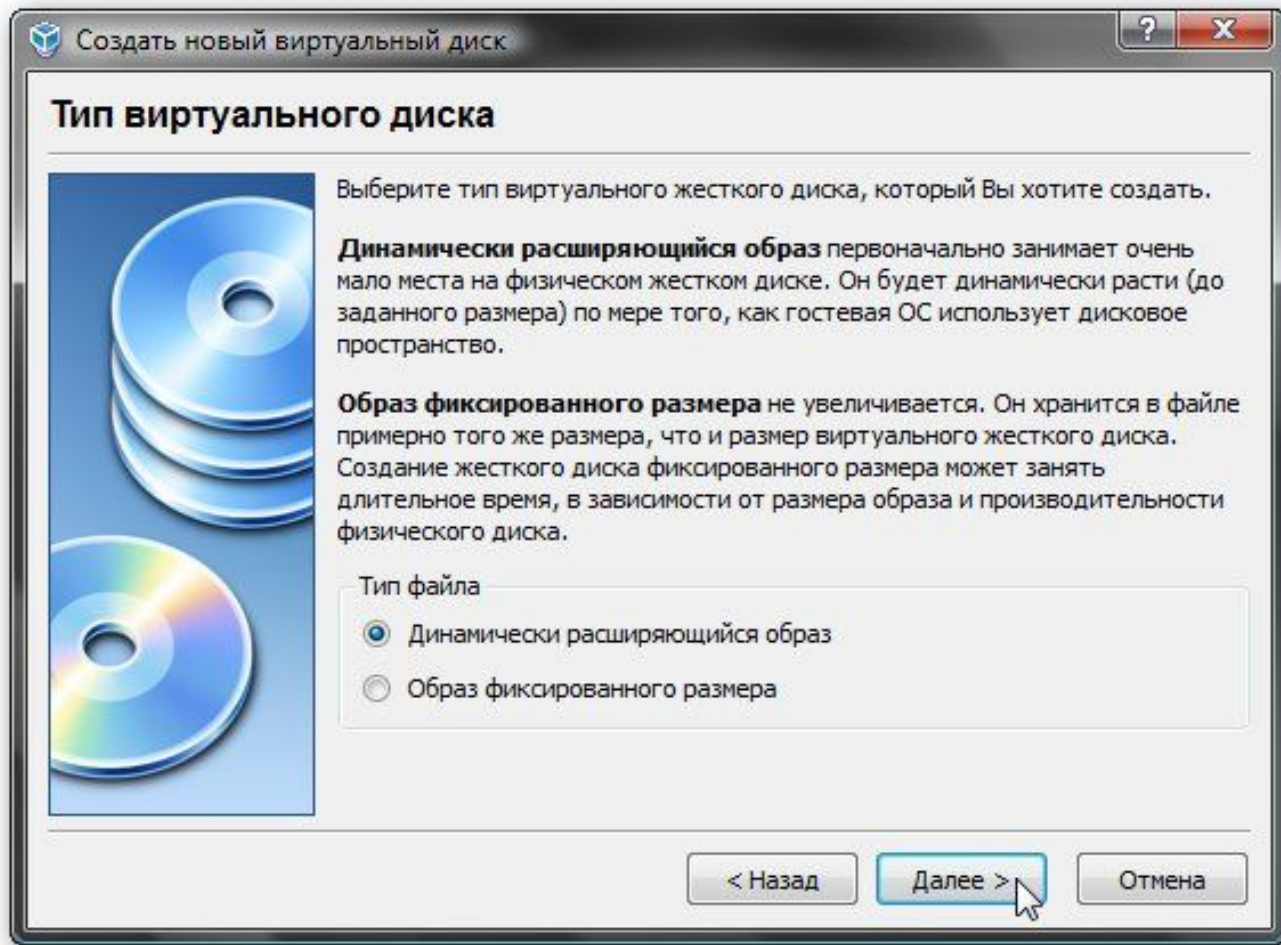 Создать новый виртуальный диск
?
X
Тип виртуального диска
Выберите тип виртуального жесткого диска, который Вы хотите создать.
Динамически расширяющийся образ первоначально занимает очень
мало места на физическом жестком диске. Он будет динамически расти (до
заданного размера) по мере того, как гостевая ОС использует дисковое
пространство.
Образ фиксированного размера не увеличивается. Он хранится в файле
примерно того же размера, что и размер виртуального жесткого диска.
Создание жесткого диска фиксированного размера может занять
длительное время, в зависимости от размера образа и производительности
физического диска.
Тип файла
Динамически расширяющийся образ
Образ фиксированного размера
< Назад
Далее >
Отмена